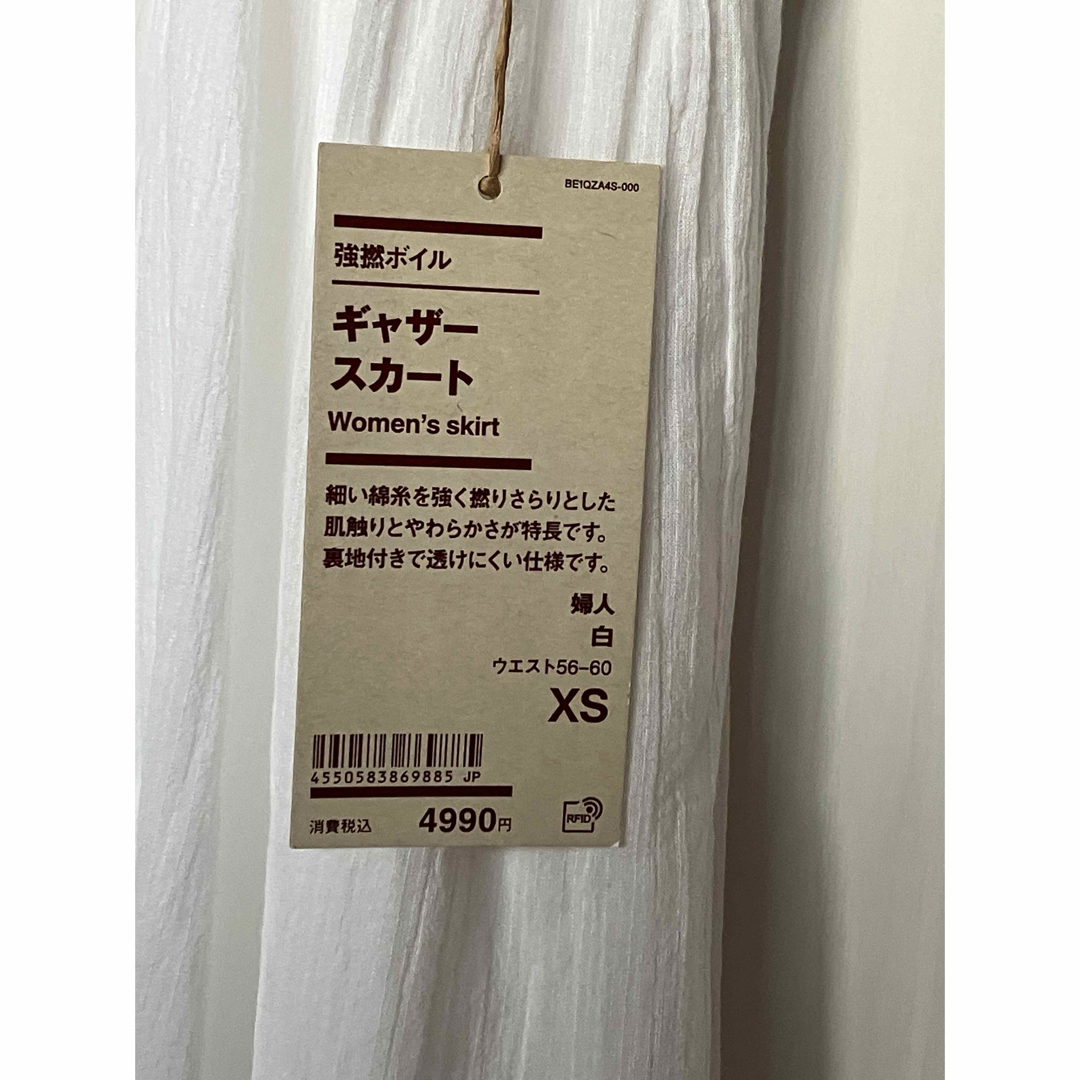 BE1QZA4S-000
強撚ボイル
ギャザー
スカート
Women's skirt
細い綿糸を強く撚りさらりとした
肌触りとやわらかさが特長です。
裏地付きで透けにくい仕様です。
婦人
白
ウエスト56-60
XS
4550583869885 JP
消費税込 4990円
RFID